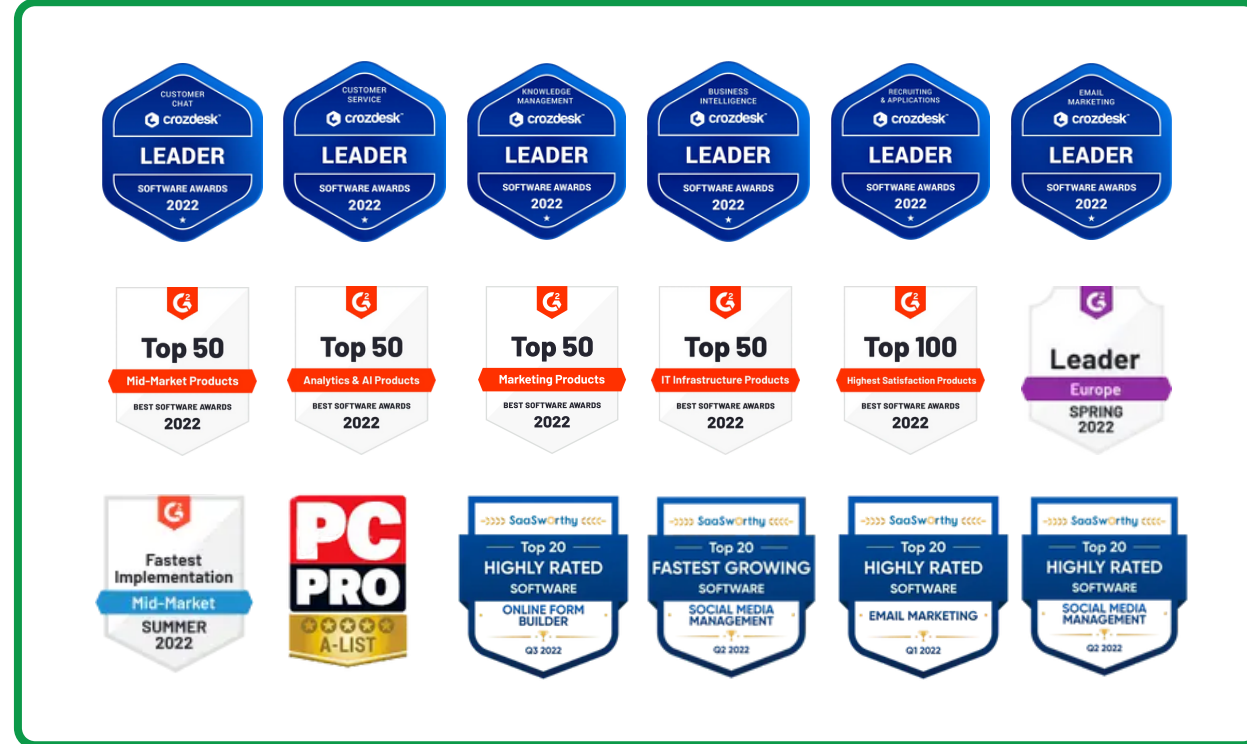 CUSTOMER
CHAT
crozdesk
LEADER
SOFTWARE AWARDS
2022
CUSTOMER
SERVICE
crozdesk
LEADER
SOFTWARE AWARDS
2022
KNOWLEDGE
MANAGEMENT
crozdesk
LEADER
SOFTWARE AWARDS
2022
BUSINESS
INTELLIGENCE
crozdesk
LEADER
SOFTWARE AWARDS
2022
RECRUITING
& APPLICATIONS
crozdesk
LEADER
SOFTWARE AWARDS
2022
EMAIL
MARKETING
crozdesk
LEADER
SOFTWARE AWARDS
2022
G2
Top 50
Mid-Market Products
BEST SOFTWARE AWARDS
2022
G2
Top 50
Analytics & AI Products
BEST SOFTWARE AWARDS
2022
G2
Top 50
Marketing Products
BEST SOFTWARE AWARDS
2022
G2
Top 50
IT Infrastructure Products
BEST SOFTWARE AWARDS
2022
G2
Top 100
Highest Satisfaction Products
BEST SOFTWARE AWARDS
2022
G2
Leader
Europe
SPRING
2022
G2
Fastest
Implementation
Mid-Market
SUMMER
2022
PC
PRO
A-LIST
SaaSworthy
Top 20
HIGHLY RATED
SOFTWARE
ONLINE FORM
BUILDER
Q3 2022
SaaSworthy
Top 20
FASTEST GROWING
SOFTWARE
SOCIAL MEDIA
MANAGEMENT
Q2 2022
SaaSworthy
Top 20
HIGHLY RATED
SOFTWARE
EMAIL MARKETING
Q1 2022
SaaSworthy
Top 20
HIGHLY RATED
SOFTWARE
SOCIAL MEDIA
MANAGEMENT
Q2 2022